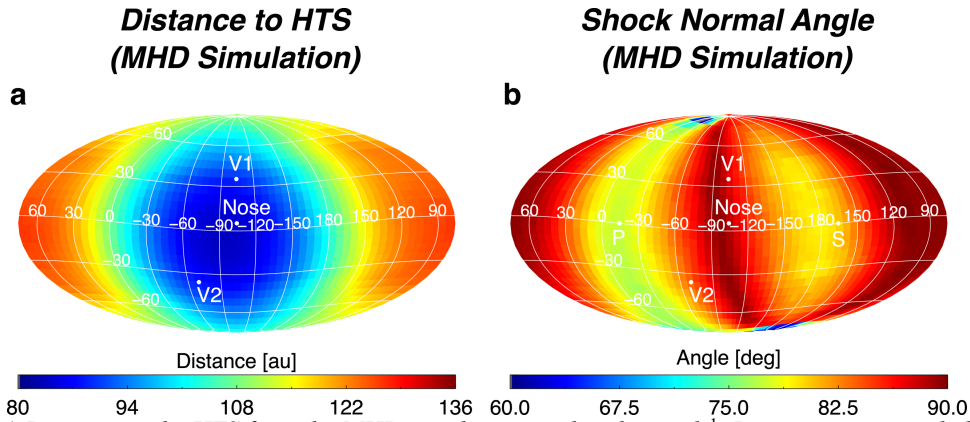 Distance to HTS
(MHD Simulation)
Shock Normal Angle
(MHD Simulation)
a
b
60
30
V1
Nose
60 30 0 −30 −60 −90 −120 −150 180 150 120 90
−30
V2
−60
60
30
V1
Nose
60 30 0 −30 −60 −90 −120 −150 180 150 120 90
P
S
−30
V2
−60
Distance [au]
80 94 108 122 136
Angle [deg]
60.0 67.5 75.0 82.5 90.0